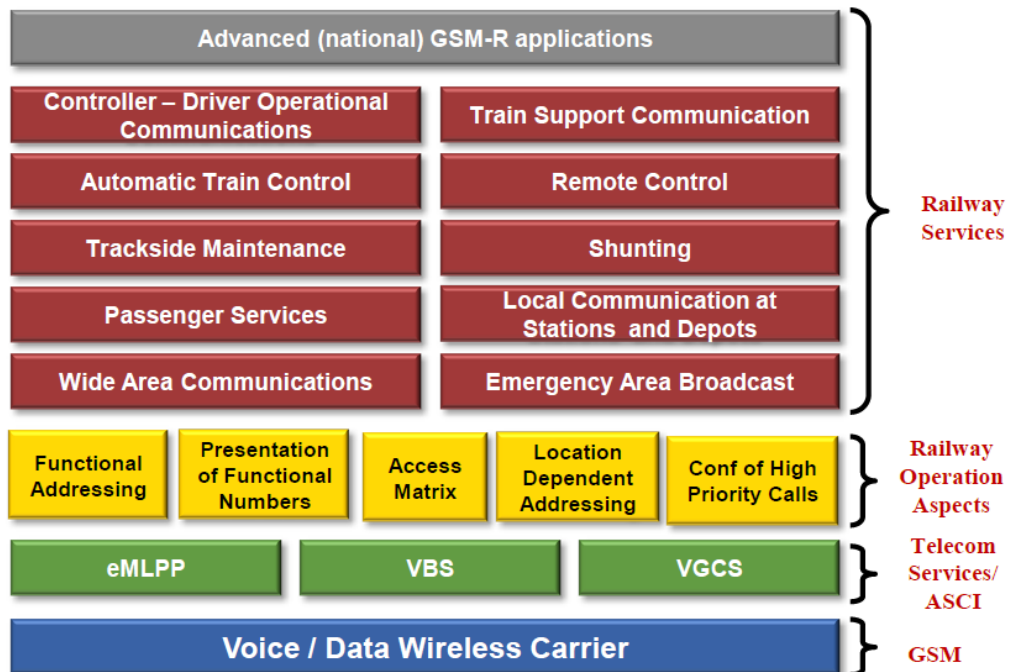 Advanced (national) GSM-R applications
Controller – Driver Operational
Communications
Train Support Communication
Automatic Train Control
Remote Control
Trackside Maintenance
Shunting
Passenger Services
Local Communication at
Stations and Depots
Wide Area Communications
Emergency Area Broadcast
Railway
Services
Functional
Addressing
Presentation
of Functional
Numbers
Access
Matrix
Location
Dependent
Addressing
Conf of High
Priority Calls
Railway
Operation
Aspects
eMLPP
VBS
VGCS
Telecom
Services/
ASCI
Voice / Data Wireless Carrier
GSM